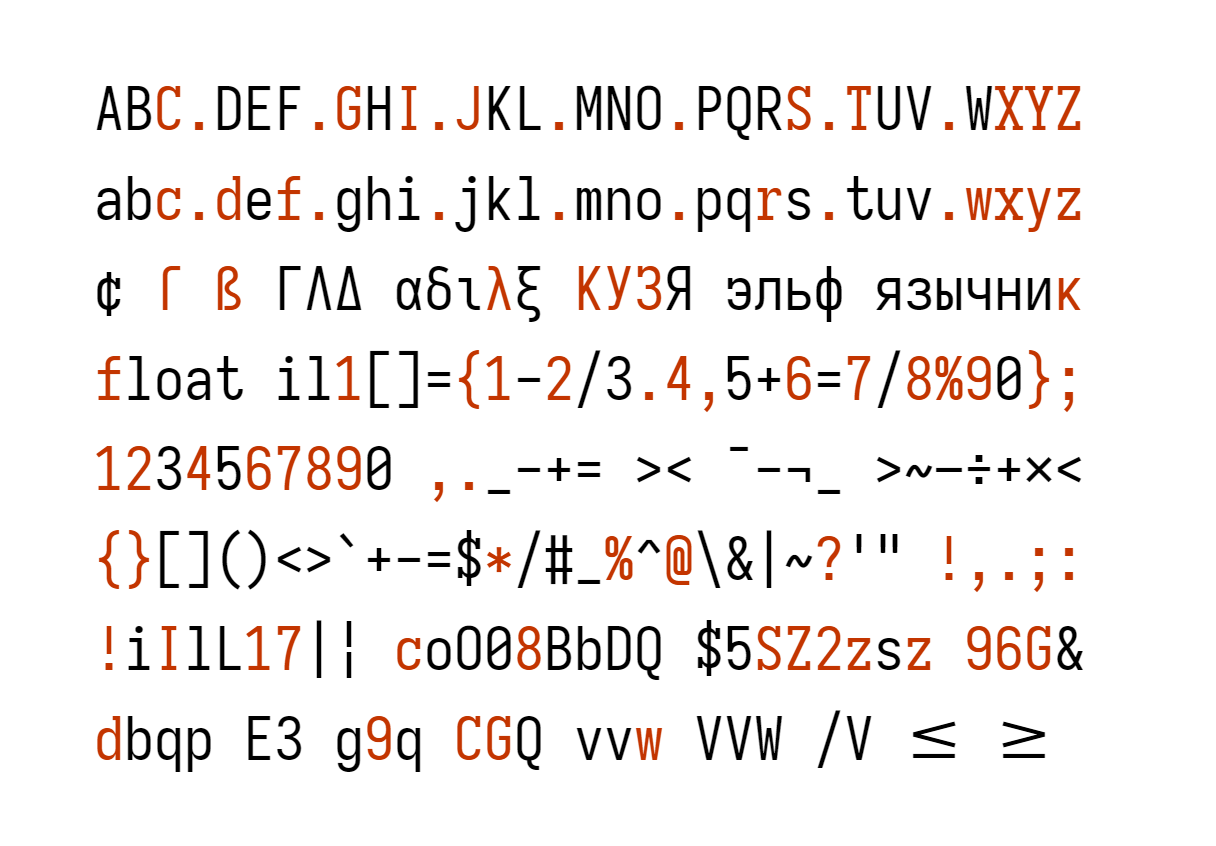 ABC.DEF.GHI.JKL.MNO.PQRS.TUV.WXYZ
abc.def.ghi.jkl.mno.pqrs.tuv.wxyz
¢ ſ ß ΓΛΔ αδιλξ КУЗЯ эльф язычник
float il1[]={1-2/3.4,5+6=7/8%90};
1234567890 ,._-+= >< ¯-¬_ >~–÷+×<
{}[]()<>`+-=$*/#_%^@\&|~?'" !,.;:
!iIlL17|¦ coO08BbDQ $5SZ2zsz 96G&
dbqp E3 g9q CGQ vvw VVW /V ≤ ≥